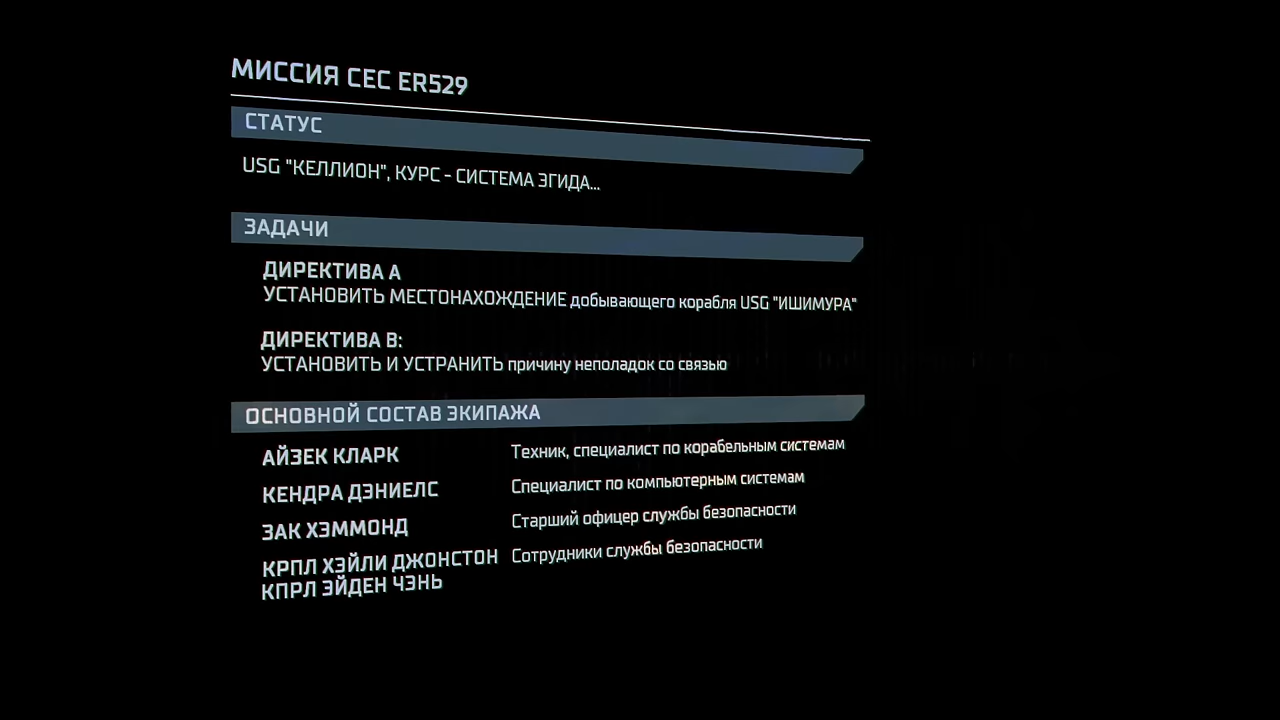 МИССИЯ СЕС ER529
СТАТУС
USG "КЕЛЛИОН", КУРС - СИСТЕМА ЭГИДА...
ЗАДАЧИ
ДИРЕКТИВА А
УСТАНОВИТЬ МЕСТОНАХОЖДЕНИЕ добывающего корабля USG "ИШИМУРА"
ДИРЕКТИВА В:
УСТАНОВИТЬ И УСТРАНИТЬ причину неполадок со связью
ОСНОВНОЙ СОСТАВ ЭКИПАЖА
АЙЗЕК КЛАРК Техник, специалист по корабельным системам
КЕНДРА ДЭНИЕЛС Специалист по компьютерным системам
ЗАК ХЭММОНД Старший офицер службы безопасности
КРПЛ ХЭЙЛИ ДЖОНСТОН Сотрудники службы безопасности
КПРЛ ЭЙДЕН ЧЭНЬ